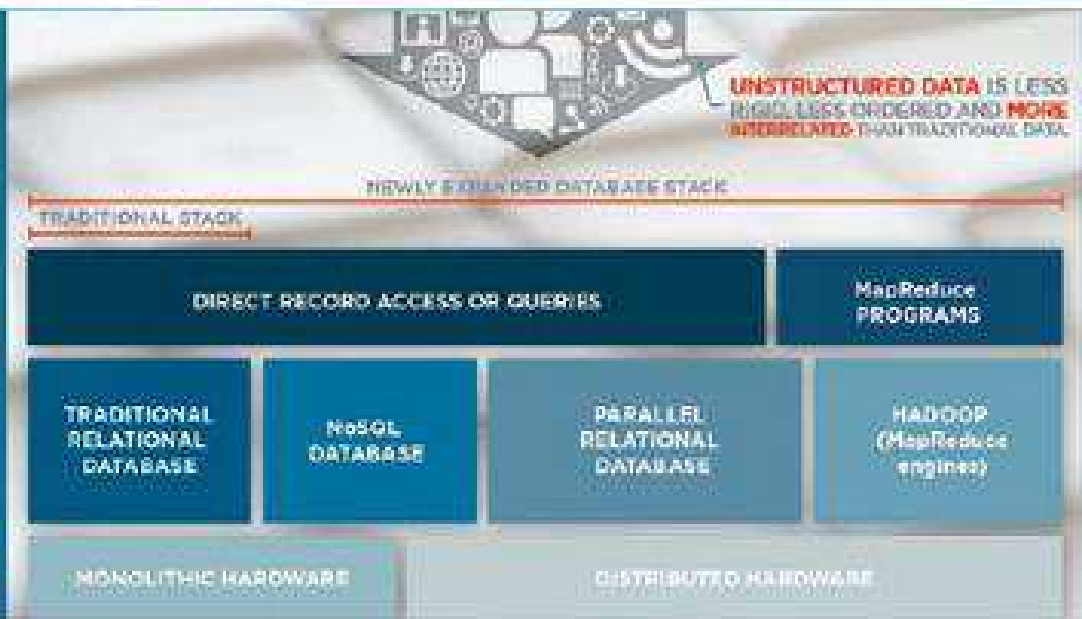 UNSTRUCTURED DATA IS LESS
RIGID, LESS ORDERED AND MORE
INTERRELATED THAN TRADITIONAL DATA.
NEWLY EXPANDED DATABASE STACK
TRADITIONAL STACK
DIRECT RECORD ACCESS OR QUERIES
MapReduce
PROGRAMS
TRADITIONAL
RELATIONAL
DATABASE
NoSQL
DATABASE
PARALLEL
RELATIONAL
DATABASE
HADOOP
(MapReduce
engines)
MONOLITHIC HARDWARE
DISTRIBUTED HARDWARE